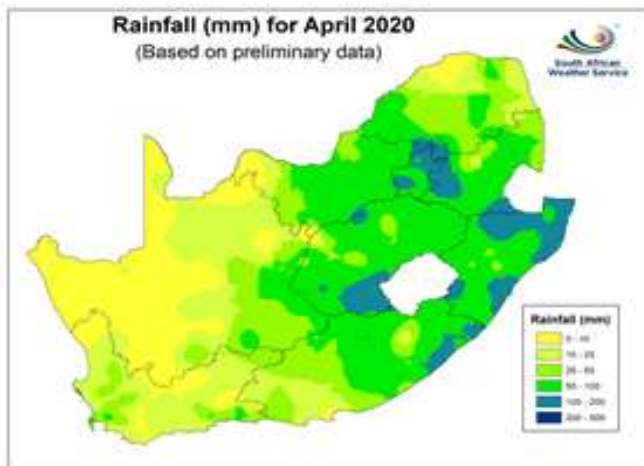 Rainfall (mm) for April 2020
(Based on preliminary data)
South African
Weather Service
Rainfall (mm)
0 - 10
10 - 25
25 - 50
50 - 100
100 - 200
200 - 500